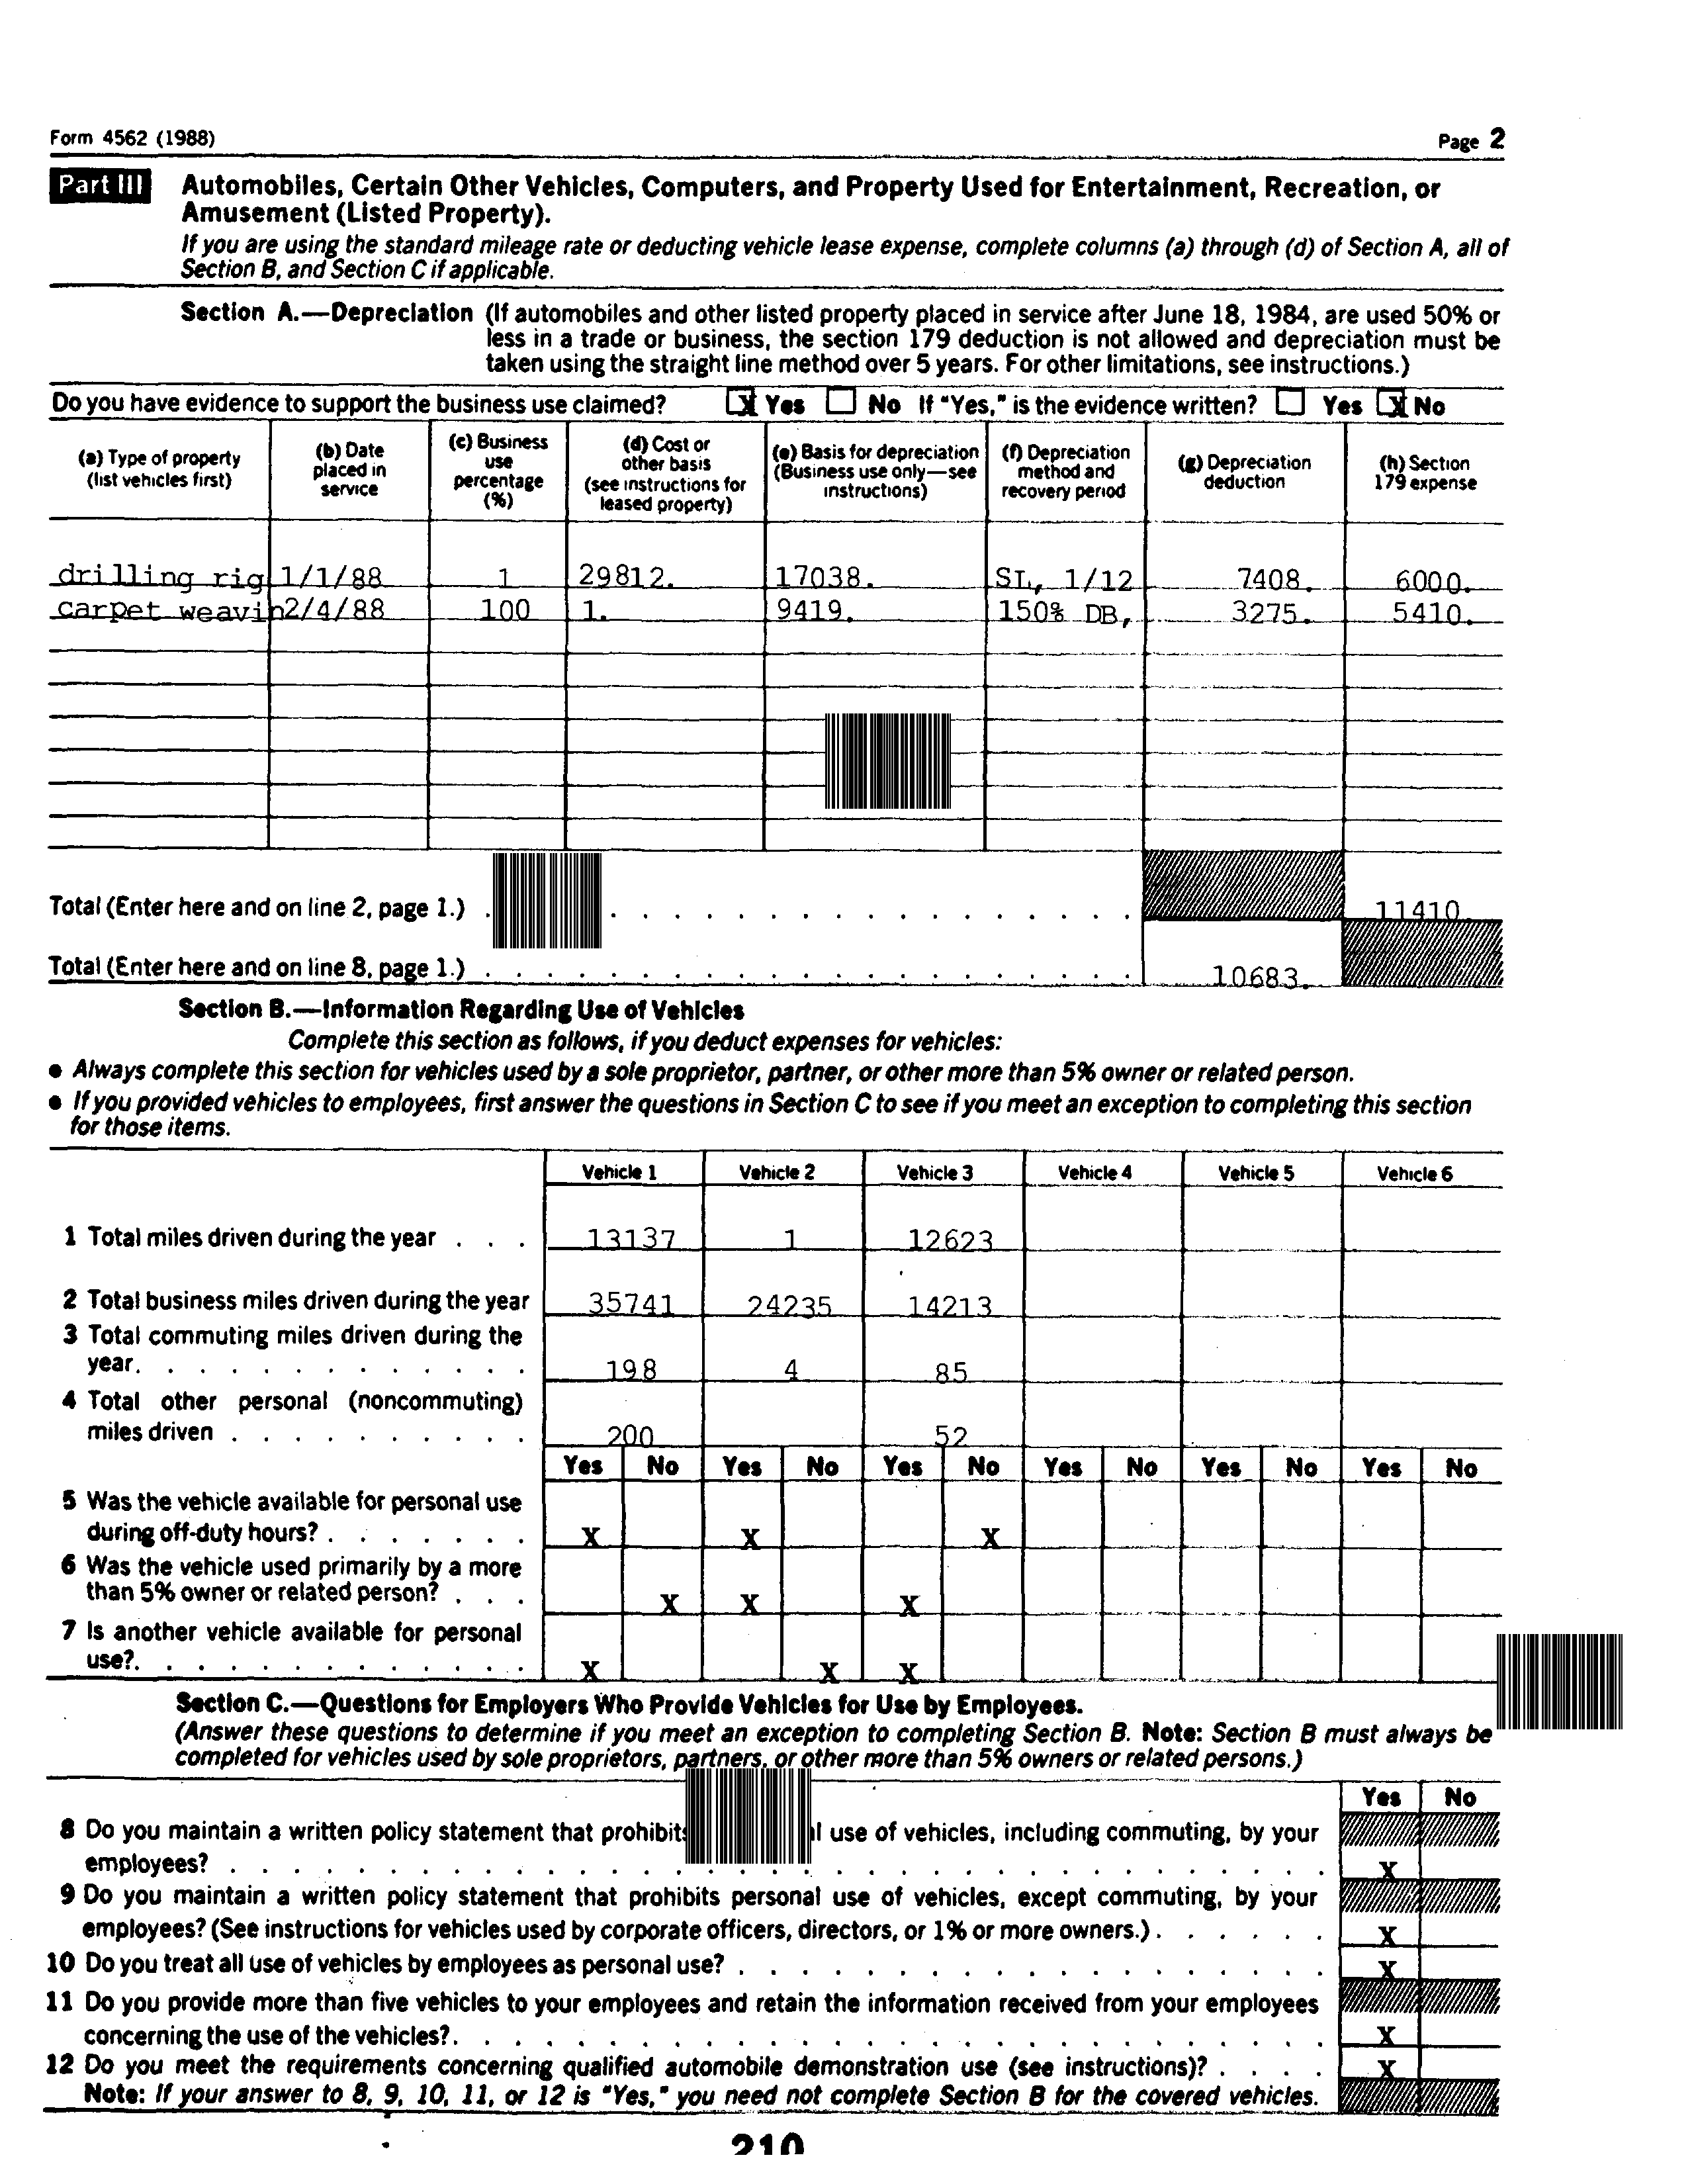 Form 4562 (1988) Page 2
Part III Automobiles, Certain Other Vehicles, Computers, and Property Used for Entertainment, Recreation, or
Amusement (Listed Property).
If you are using the standard mileage rate or deducting vehicle lease expense, complete columns (a) through (d) of Section A, all of
Section B, and Section C if applicable.
Section A.—Depreciation (If automobiles and other listed property placed in service after June 18, 1984, are used 50% or
less in a trade or business, the section 179 deduction is not allowed and depreciation must be
taken using the straight line method over 5 years. For other limitations, see instructions.)
Do you have evidence to support the business use claimed? X Yes No If "Yes," is the evidence written? Yes X No
(a) Type of property (list vehicles first) (b) Date placed in service (c) Business use percentage (%) (d) Cost or other basis (see instructions for leased property) (e) Basis for depreciation (Business use only—see instructions) (f) Depreciation method and recovery period (g) Depreciation deduction (h) Section 179 expense
drilling rig 1/1/88 1 29812. 17038. SL, 1/12 7408. 6000.
carpet weavin 2/4/88 100 1. 9419. 150% DB, 3275. 5410.
Total (Enter here and on line 2, page 1.) . . . . . . . . . . . . . . . . . . 11410.
Total (Enter here and on line 8, page 1.) . . . . . . . . . . . . . . . . . . . . . 10683.
Section B.—Information Regarding Use of Vehicles
Complete this section as follows, if you deduct expenses for vehicles:
● Always complete this section for vehicles used by a sole proprietor, partner, or other more than 5% owner or related person.
● If you provided vehicles to employees, first answer the questions in Section C to see if you meet an exception to completing this section
for those items.
Vehicle 1 Vehicle 2 Vehicle 3 Vehicle 4 Vehicle 5 Vehicle 6
1 Total miles driven during the year . . . 13137 1 12623
2 Total business miles driven during the year 35741 24235 14213
3 Total commuting miles driven during the
year. . . . . . . . . . . . . 198 4 85
4 Total other personal (noncommuting)
miles driven . . . . . . . . . . 200 52
Yes No Yes No Yes No Yes No Yes No Yes No
5 Was the vehicle available for personal use
during off-duty hours? . . . . . . . X X X
6 Was the vehicle used primarily by a more
than 5% owner or related person? . . . X X X
7 Is another vehicle available for personal
use?. . . . . . . . . . . . . X X X
Section C.—Questions for Employers Who Provide Vehicles for Use by Employees.
(Answer these questions to determine if you meet an exception to completing Section B. Note: Section B must always be
completed for vehicles used by sole proprietors, partners, or other more than 5% owners or related persons.)
Yes No
8 Do you maintain a written policy statement that prohibits use of vehicles, including commuting, by your
employees? . . . . . . . . . . . . . . . . . . . . . . . . . . . . X
9 Do you maintain a written policy statement that prohibits personal use of vehicles, except commuting, by your
employees? (See instructions for vehicles used by corporate officers, directors, or 1% or more owners.) . . . . . . X
10 Do you treat all use of vehicles by employees as personal use? . . . . . . . . . . . . . . . . . . . X
11 Do you provide more than five vehicles to your employees and retain the information received from your employees
concerning the use of the vehicles?. . . . . . . . . . . . . . . . . . . . . . . . . . . . X
12 Do you meet the requirements concerning qualified automobile demonstration use (see instructions)? . . . . X
Note: If your answer to 8, 9, 10, 11, or 12 is "Yes," you need not complete Section B for the covered vehicles.
210